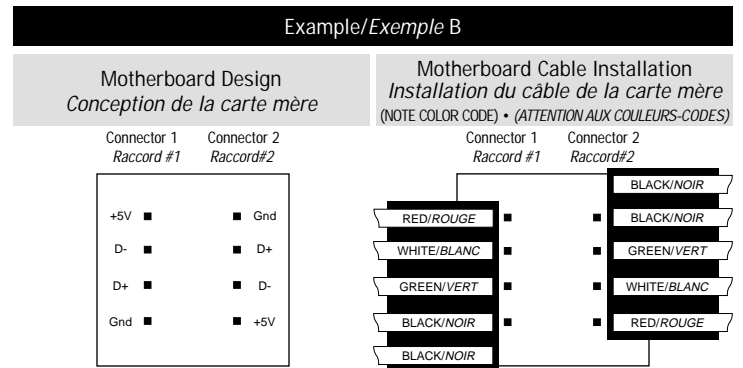 Example/Exemple B
Motherboard Design
Conception de la carte mère
Connector 1 Connector 2
Raccord #1 Raccord#2
+5V Gnd
D- D+
D+ D-
Gnd +5V
Motherboard Cable Installation
Installation du câble de la carte mère
(NOTE COLOR CODE) • (ATTENTION AUX COULEURS-CODES)
Connector 1 Connector 2
Raccord #1 Raccord#2
BLACK/NOIR
RED/ROUGE BLACK/NOIR
WHITE/BLANC GREEN/VERT
GREEN/VERT WHITE/BLANC
BLACK/NOIR RED/ROUGE
BLACK/NOIR